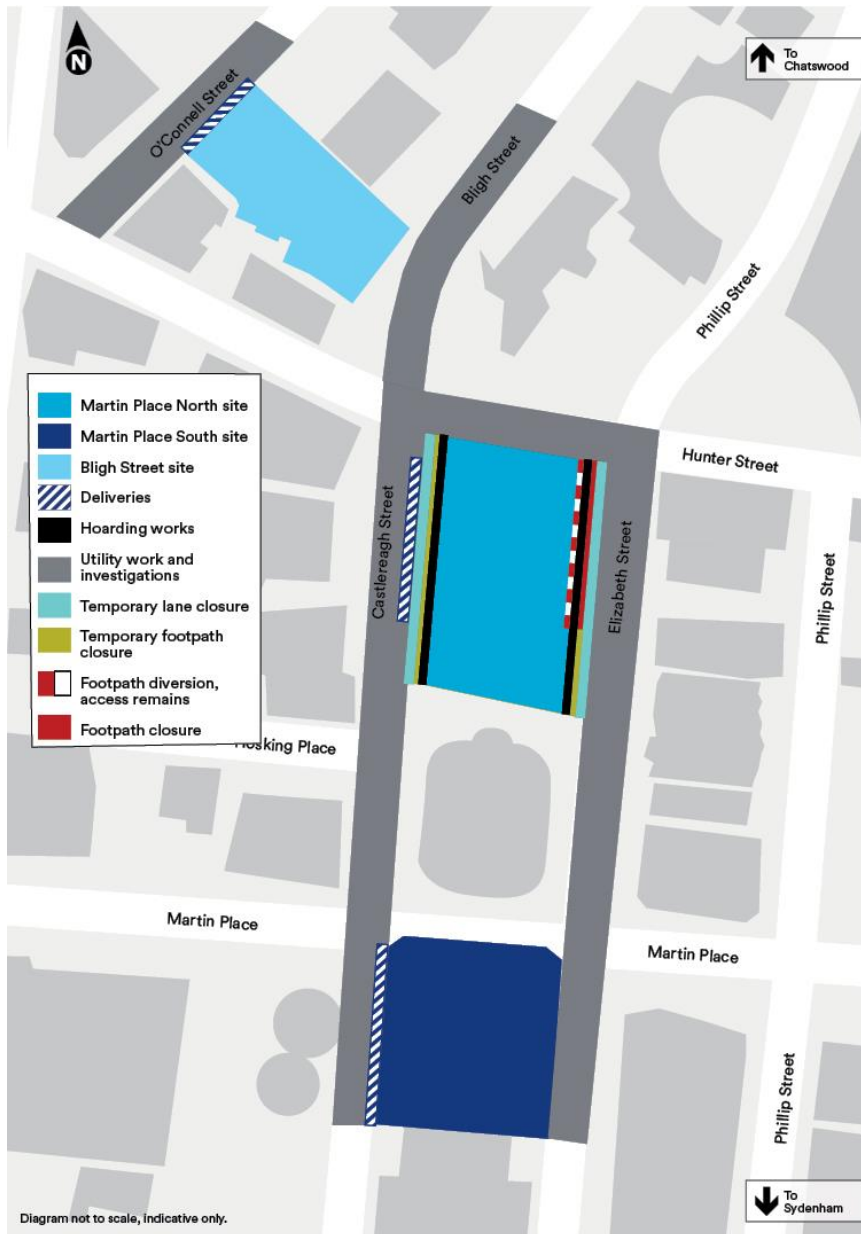 N
To
Chatswood
O'Connell Street
Bligh Street
Phillip Street
Martin Place North site
Martin Place South site
Bligh Street site
Deliveries
Hoarding works
Utility work and
investigations
Temporary lane closure
Temporary footpath
closure
Footpath diversion,
access remains
Footpath closure
Hunter Street
Castlereagh Street
Elizabeth Street
Phillip Street
Hosking Place
Martin Place
Martin Place
Phillip Street
To
Sydenham
Diagram not to scale, indicative only.